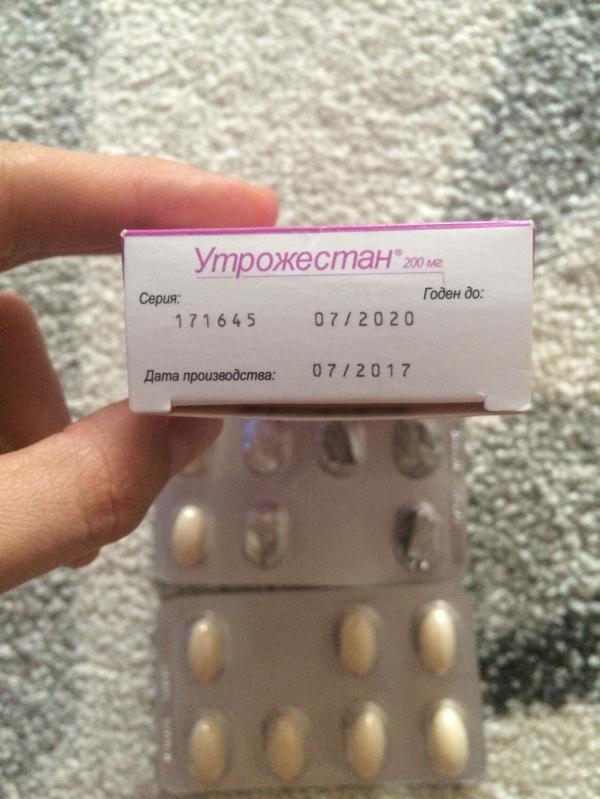 Утрожестан® 200 мг
Серия: Годен до:
171645 07/2020
Дата производства: 07/2017